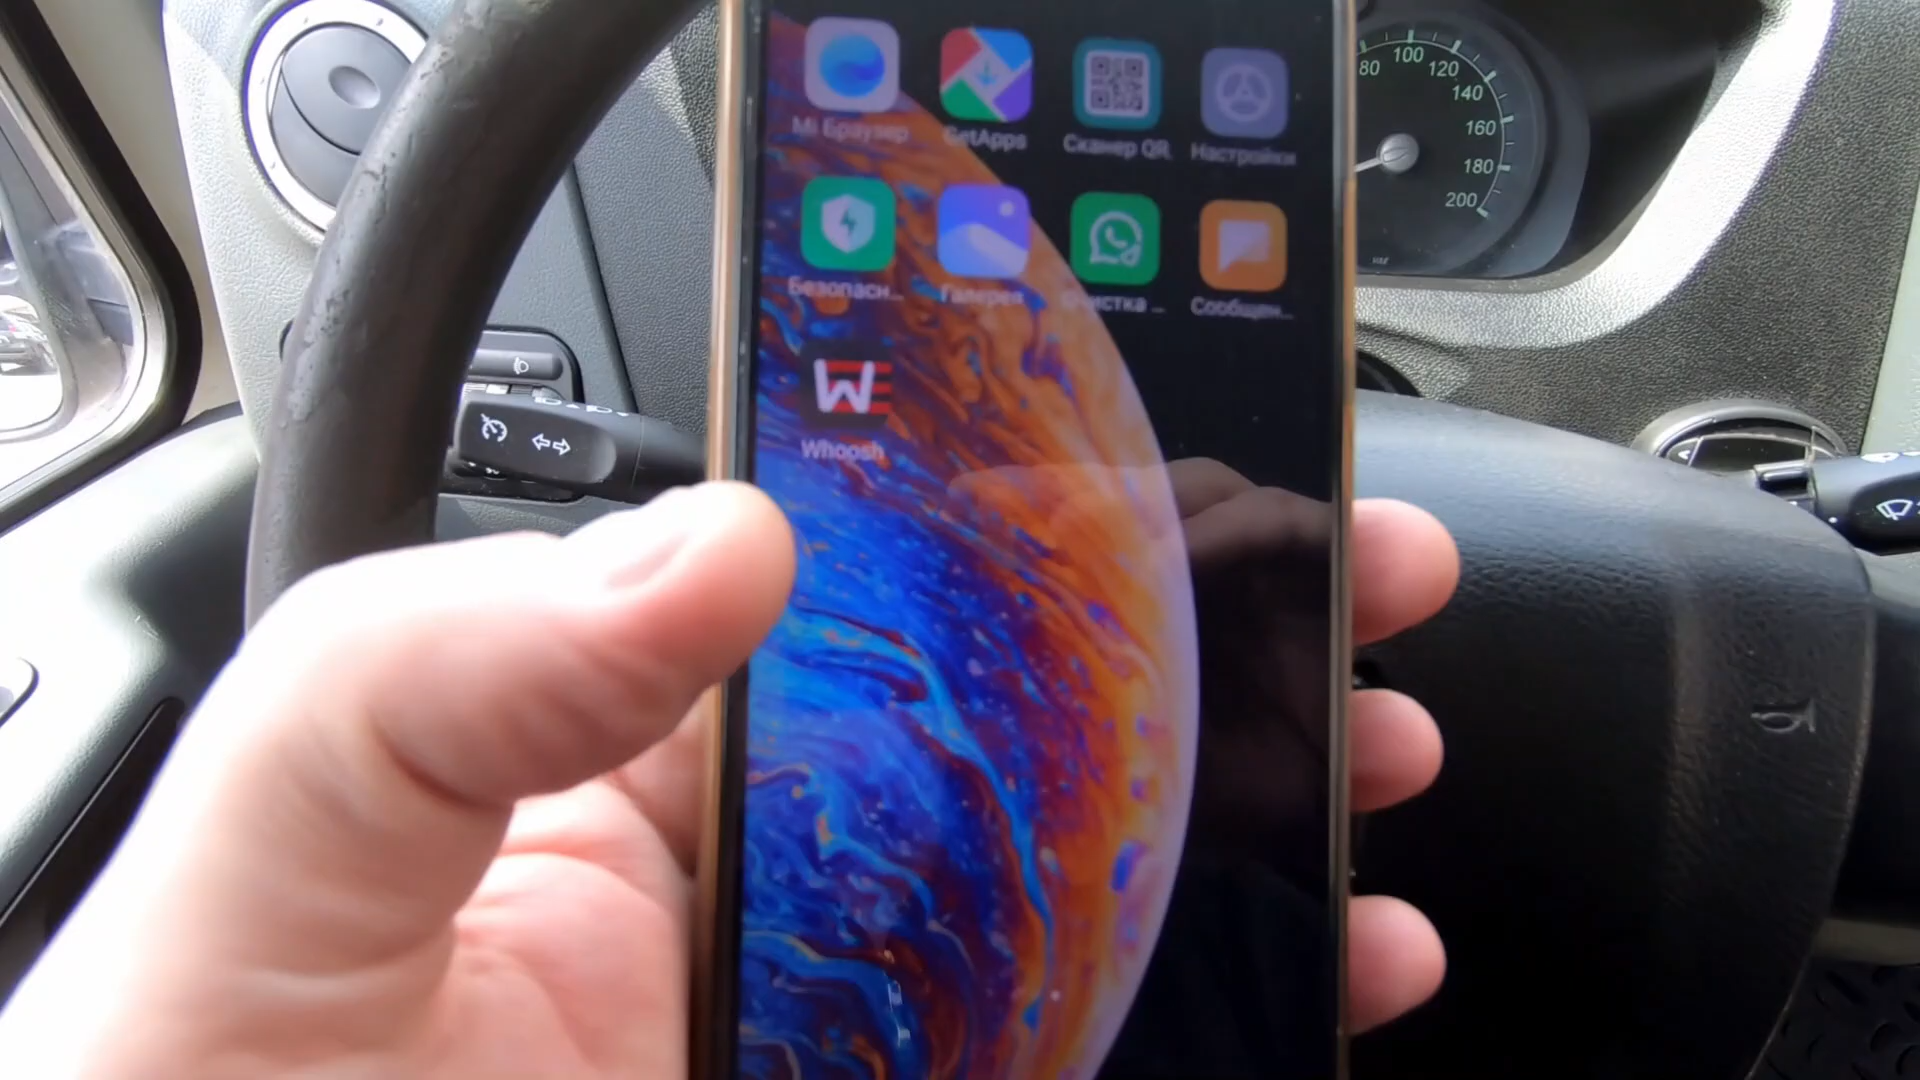 Mi Браузер
GetApps
Сканер QR
Настройки
Безопасн...
Галерея
Очистка ...
Сообщен...
W
Whoosh
80
100
120
140
160
180
200